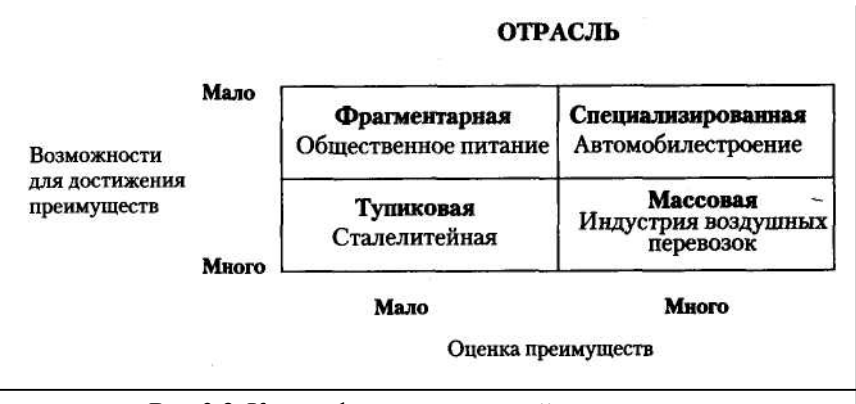 ОТРАСЛЬ
Мало
Фрагментарная
Общественное питание
Специализированная
Автомобилестроение
Возможности
для достижения
преимуществ
Тупиковая
Сталелитейная
Массовая
Индустрия воздушных
перевозок
Много
Мало
Много
Оценка преимуществ